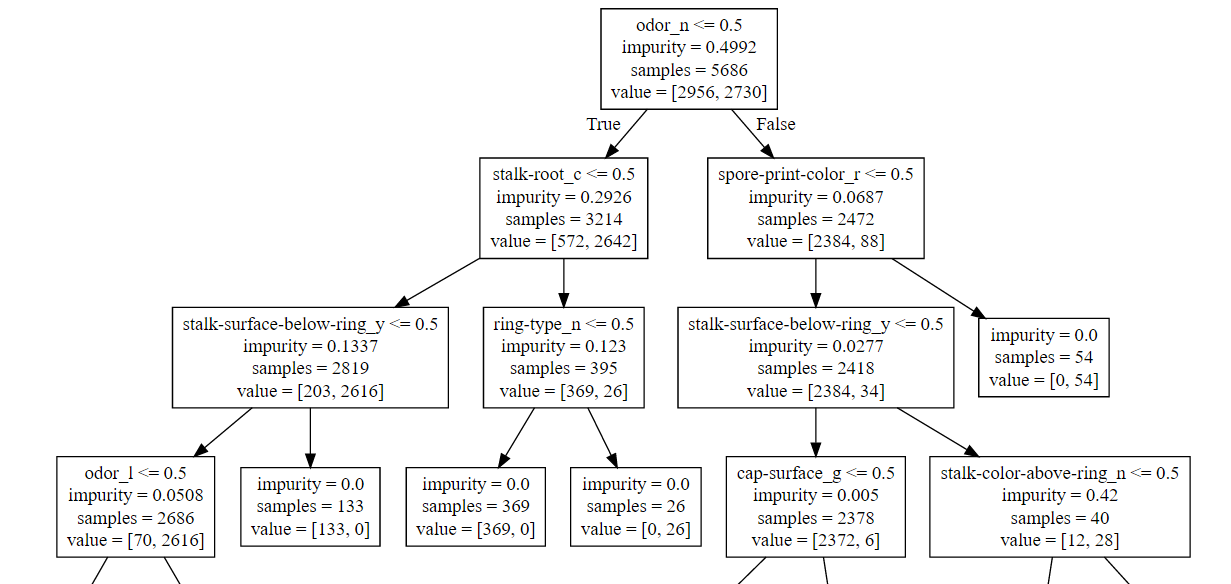 odor_n <= 0.5
impurity = 0.4992
samples = 5686
value = [2956, 2730]
True
False
stalk-root_c <= 0.5
impurity = 0.2926
samples = 3214
value = [572, 2642]
spore-print-color_r <= 0.5
impurity = 0.0687
samples = 2472
value = [2384, 88]
stalk-surface-below-ring_y <= 0.5
impurity = 0.1337
samples = 2819
value = [203, 2616]
ring-type_n <= 0.5
impurity = 0.123
samples = 395
value = [369, 26]
stalk-surface-below-ring_y <= 0.5
impurity = 0.0277
samples = 2418
value = [2384, 34]
impurity = 0.0
samples = 54
value = [0, 54]
odor_l <= 0.5
impurity = 0.0508
samples = 2686
value = [70, 2616]
impurity = 0.0
samples = 133
value = [133, 0]
impurity = 0.0
samples = 369
value = [369, 0]
impurity = 0.0
samples = 26
value = [0, 26]
cap-surface_g <= 0.5
impurity = 0.005
samples = 2378
value = [2372, 6]
stalk-color-above-ring_n <= 0.5
impurity = 0.42
samples = 40
value = [12, 28]